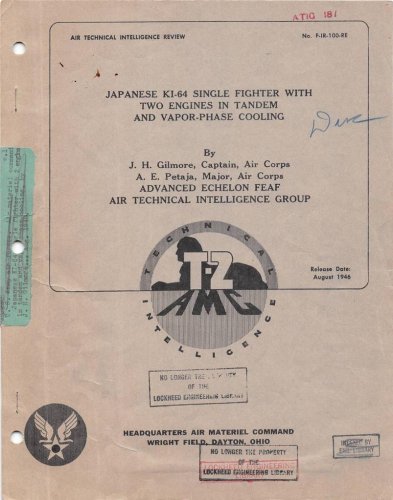 ATIG 181
AIR TECHNICAL INTELLIGENCE REVIEW
No. F-IR-100-RE
JAPANESE KI-64 SINGLE FIGHTER WITH
TWO ENGINES IN TANDEM
AND VAPOR-PHASE COOLING
By
J. H. Gilmore, Captain, Air Corps
A. E. Petaja, Major, Air Corps
ADVANCED ECHELON FEAF
AIR TECHNICAL INTELLIGENCE GROUP
TECHNICAL
T-2
AMC
INTELLIGENCE
Release Date:
August 1946
NO LONGER THE
OF THE
LOCKHEED ENGINEERING LIBRARY
HEADQUARTERS AIR MATERIEL COMMAND
WRIGHT FIELD, DAYTON, OHIO
NO LONGER THE PROPERTY
OF THE
LOCKHEED ENGINEERING LIBRARY